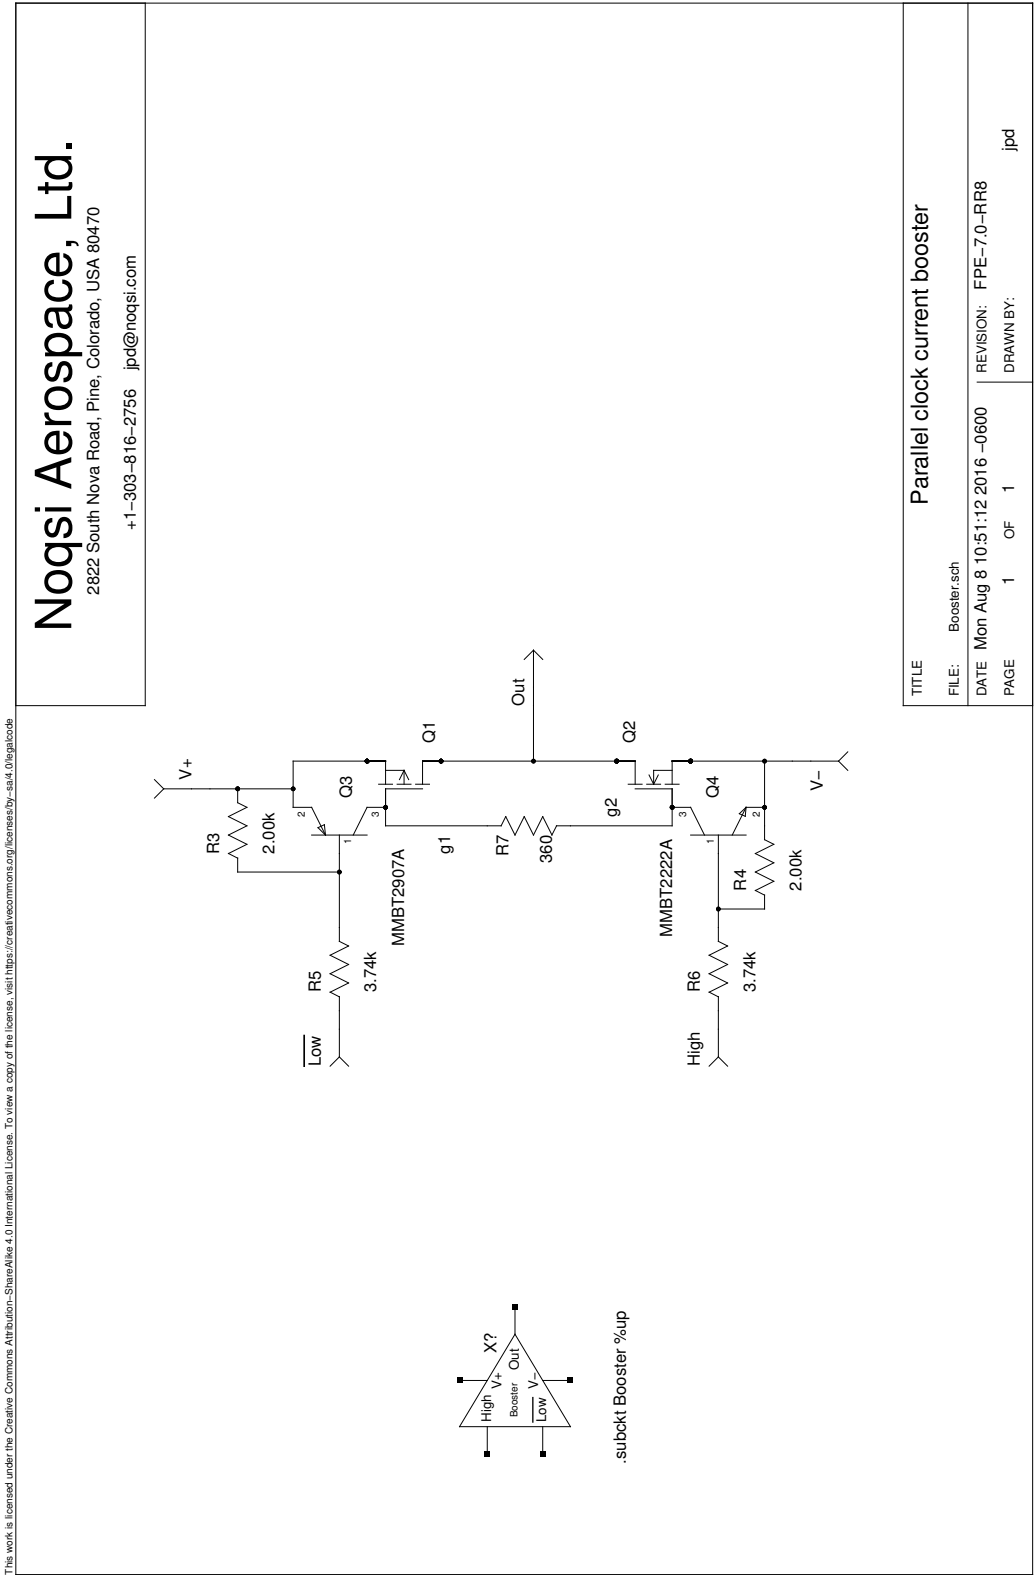 This work is licensed under the Creative Commons Attribution−ShareAlike 4.0 International License. To view a copy of the license, visit https://creativecommons.org/licenses/by−sa/4.0/legalcode
Noqsi Aerospace, Ltd.
2822 South Nova Road, Pine, Colorado, USA 80470
+1−303−816−2756 jpd@noqsi.com
V+
R3
2.00k
2
Q3
1
3
MMBT2907A
Q1
Low
R5
3.74k
g1
R7
360
Out
g2
Q2
MMBT2222A
3
Q4
1
2
High
R6
3.74k
R4
2.00k
V−
X?
High
V+
Booster
Out
Low
V−
.subckt Booster %up
TITLE
Parallel clock current booster
FILE: Booster.sch
DATE Mon Aug 8 10:51:12 2016 −0600
REVISION: FPE−7.0−RR8
PAGE 1 OF 1
DRAWN BY: jpd